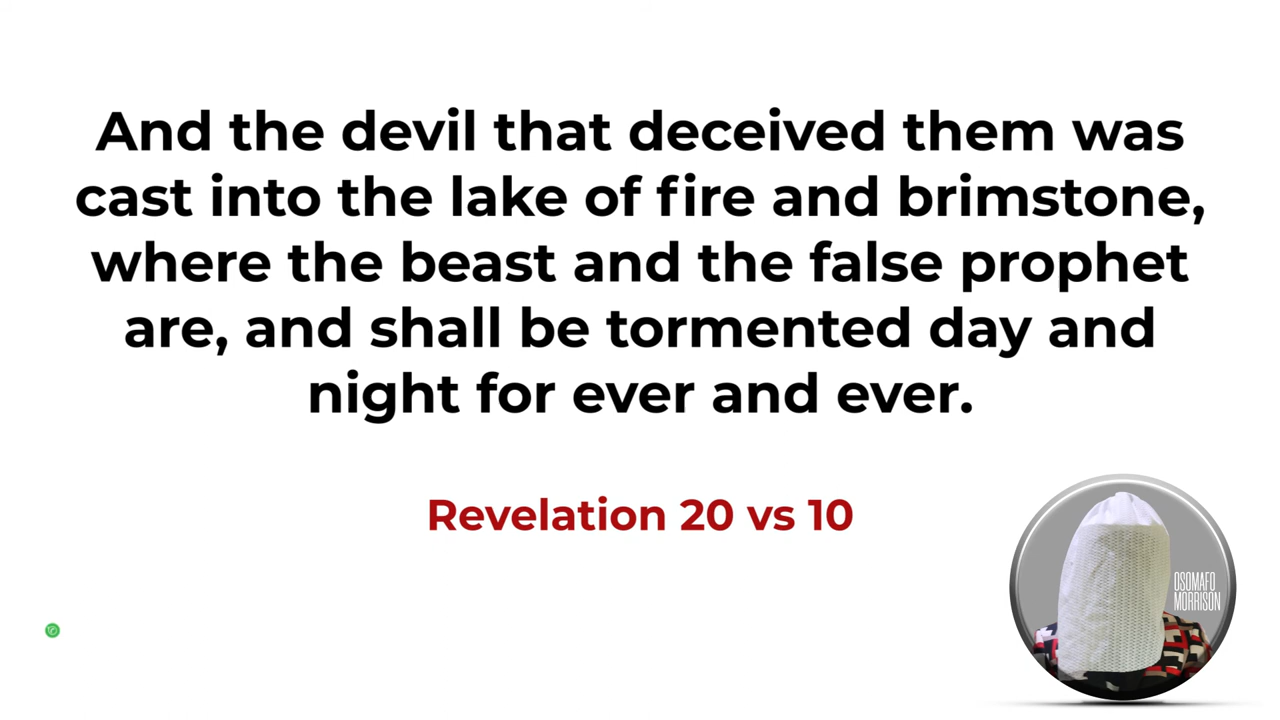 And the devil that deceived them was
cast into the lake of fire and brimstone,
where the beast and the false prophet
are, and shall be tormented day and
night for ever and ever.
Revelation 20 vs 10
OSOMAFO
MORRISON